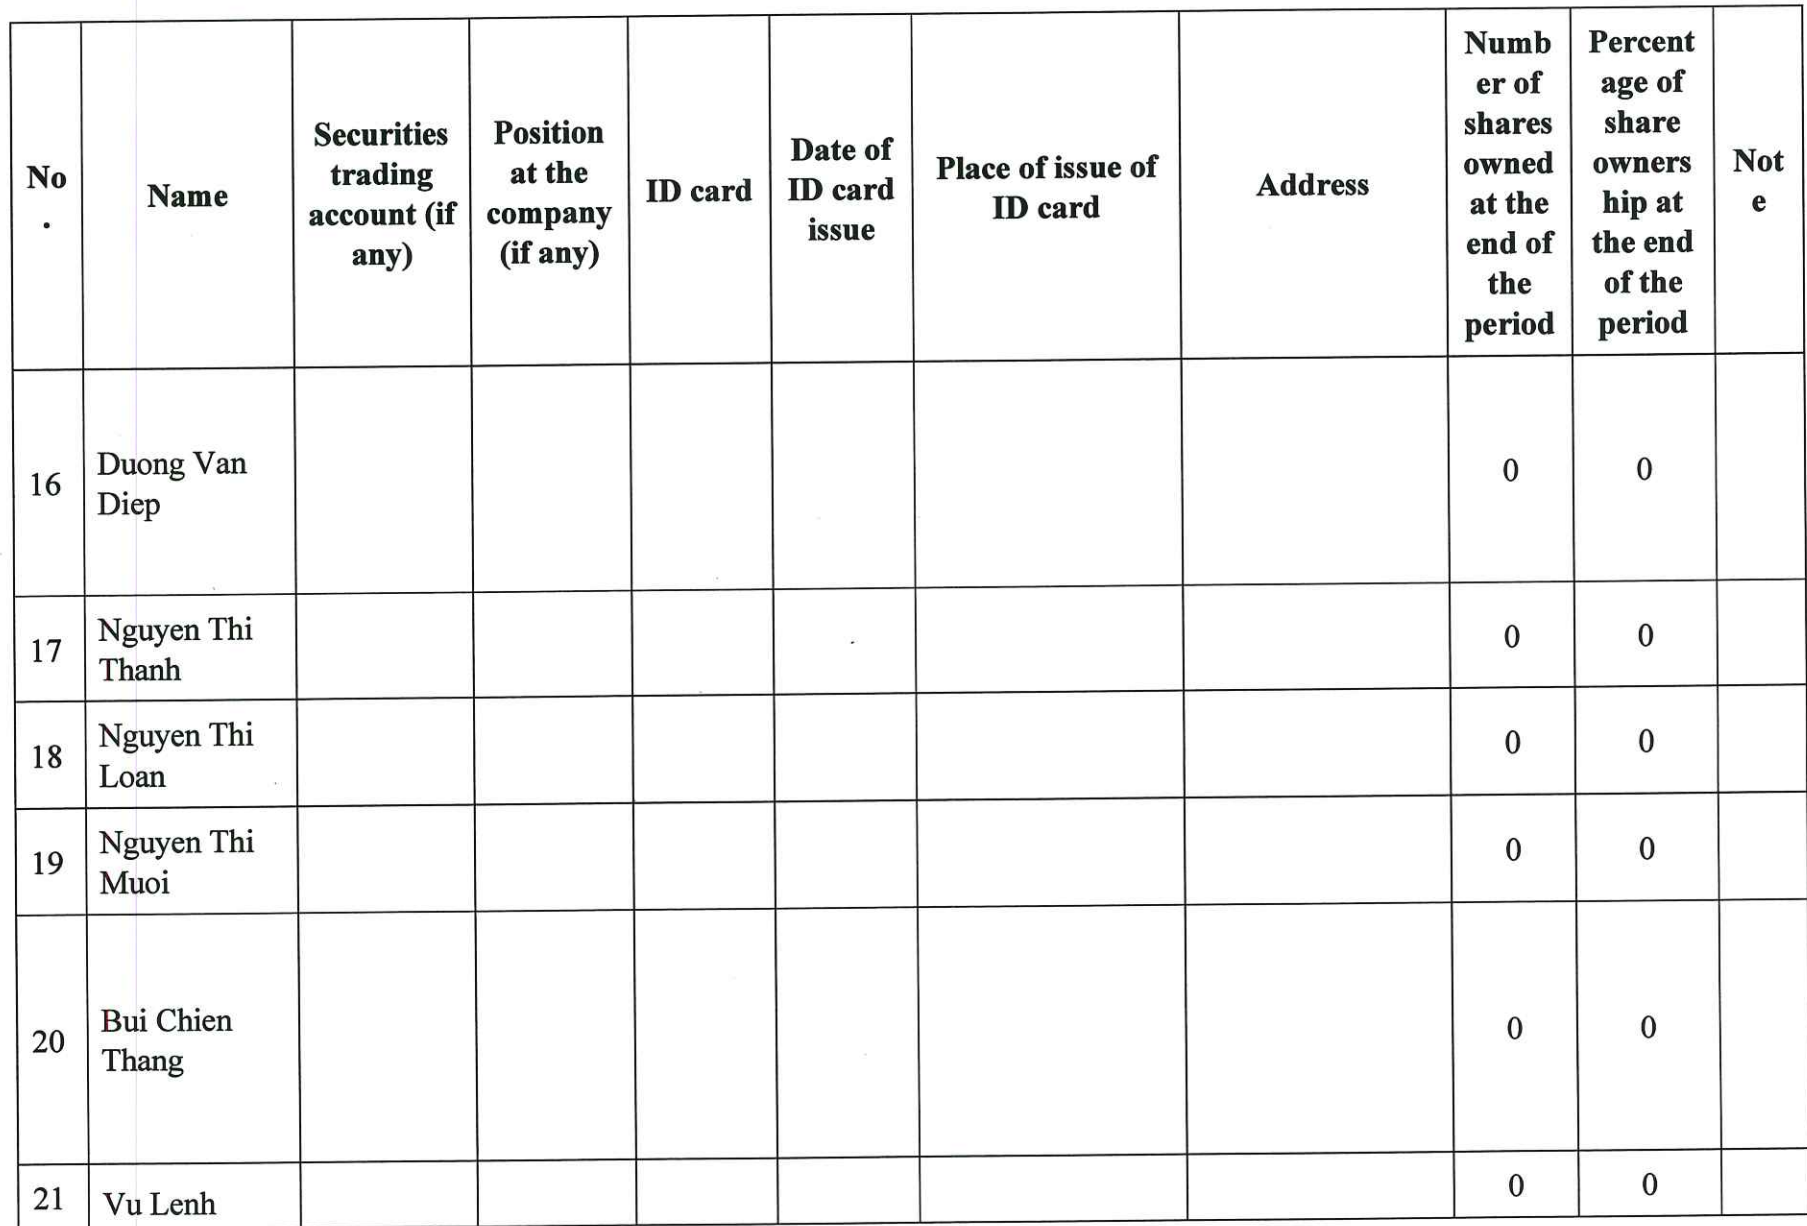 No
.
Name
Securities
trading
account (if
any)
Position
at the
company
(if any)
ID card
Date of
ID card
issue
Place of issue of
ID card
Address
Numb
er of
shares
owned
at the
end of
the
period
Percent
age of
share
owners
hip at
the end
of the
period
Not
e
16
Duong Van
Diep
0
0
17
Nguyen Thi
Thanh
0
0
18
Nguyen Thi
Loan
0
0
19
Nguyen Thi
Muoi
0
0
20
Bui Chien
Thang
0
0
21
Vu Lenh
0
0